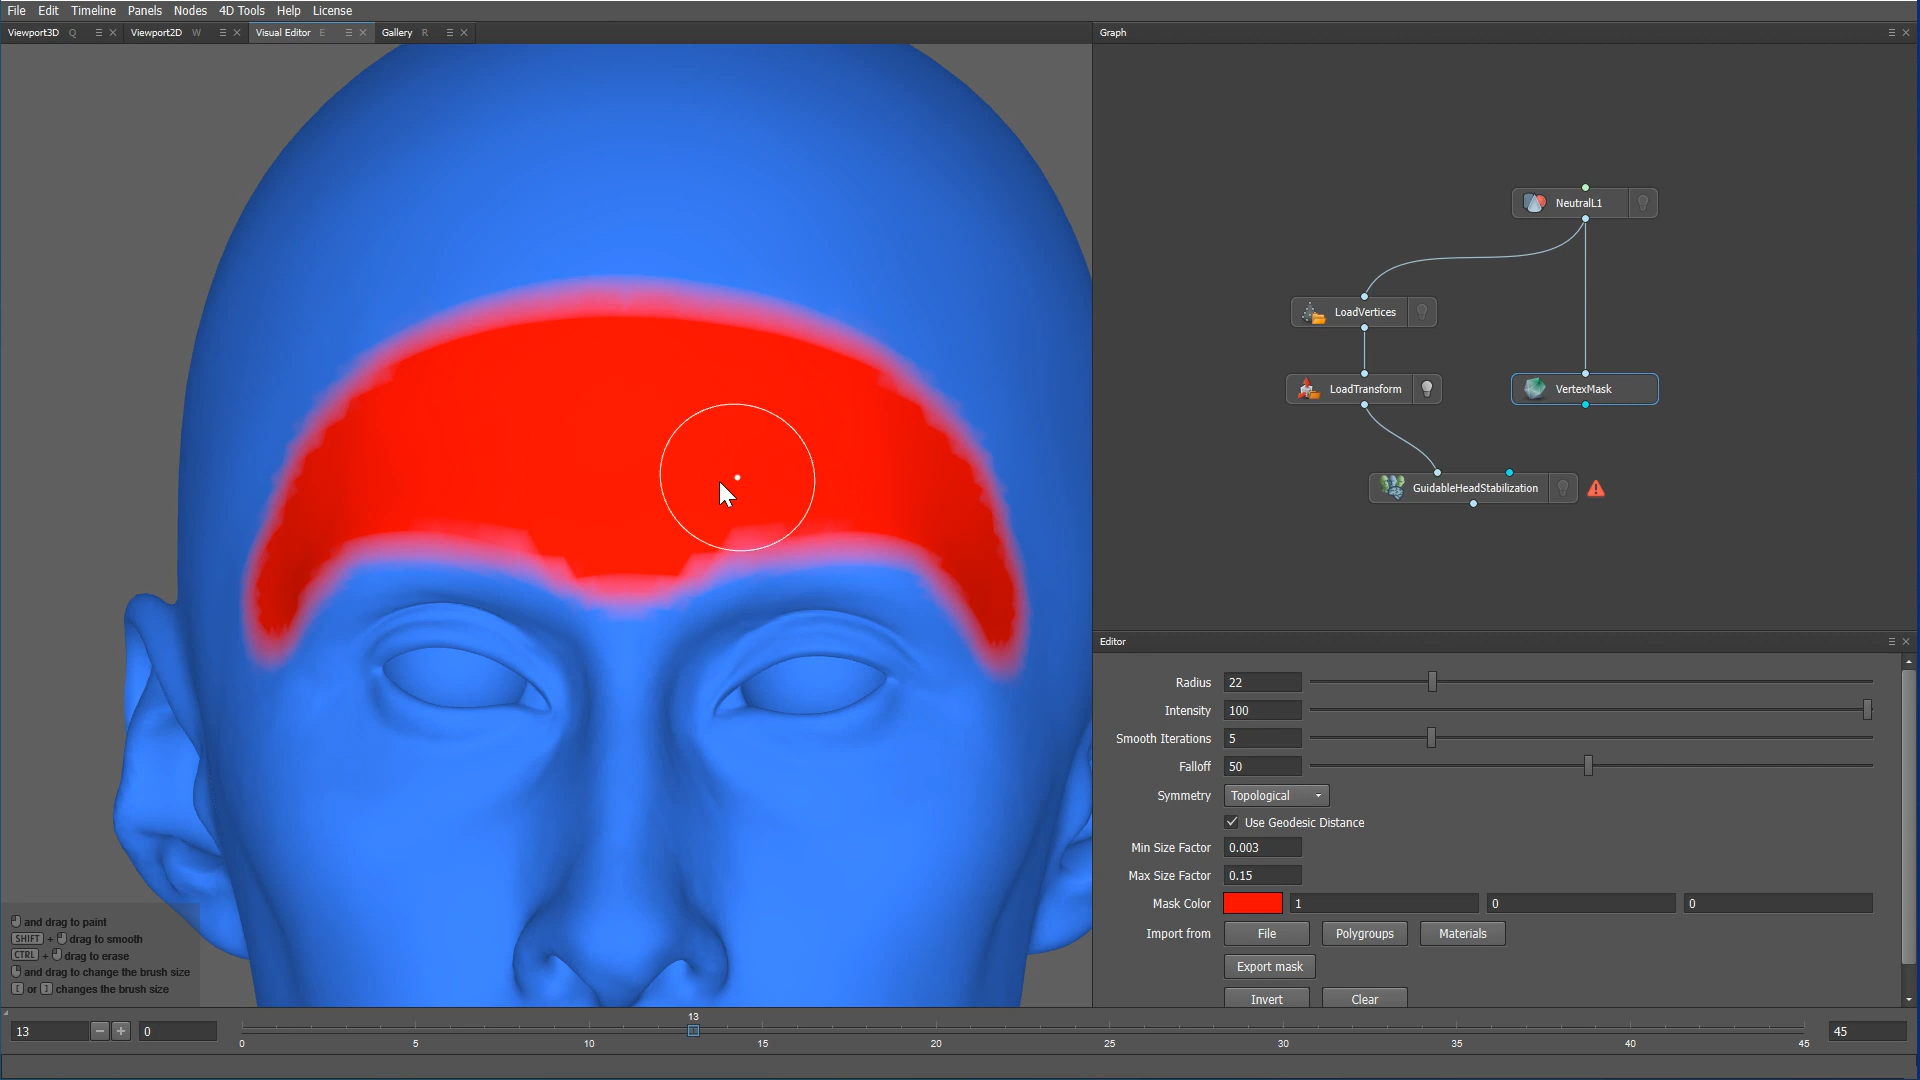 File Edit Timeline Panels Nodes 4D Tools Help License
Viewport3D Q Viewport2D W Visual Editor E Gallery R
Graph
NeutralL1
LoadVertices
LoadTransform
VertexMask
GuidableHeadStabilization
Editor
Radius 22
Intensity 100
Smooth Iterations 5
Falloff 50
Symmetry Topological
Use Geodesic Distance
Min Size Factor 0.003
Max Size Factor 0.15
Mask Color 1 0 0
Import from File Polygroups Materials
Export mask
Invert Clear
and drag to paint
SHIFT + drag to smooth
CTRL + drag to erase
and drag to change the brush size
[ or ] changes the brush size
13
13 − + 0 45
0 5 10 15 20 25 30 35 40 45